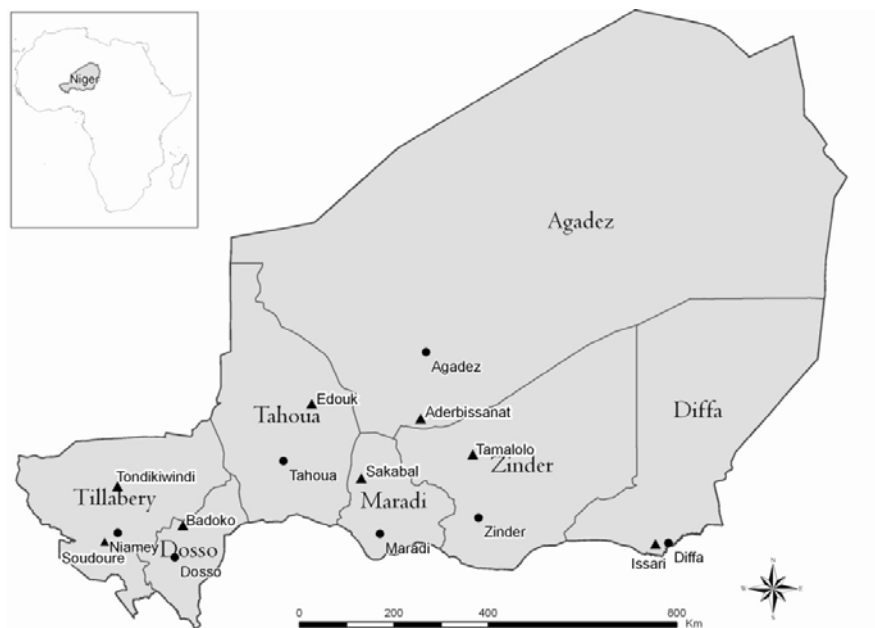 Niger
Agadez
Agadez
Edouk
Tahoua
Aderbissanat
Diffa
Tamalolo
Zinder
Tahoua
Sakabal
Tondikiwindi
Tillabery
Maradi
Badoko
Zinder
Niamey
Maradi
Soudoure
Dosso
Diffa
Issari
Dosso
N
W
E
S
0 200 400 800
Km